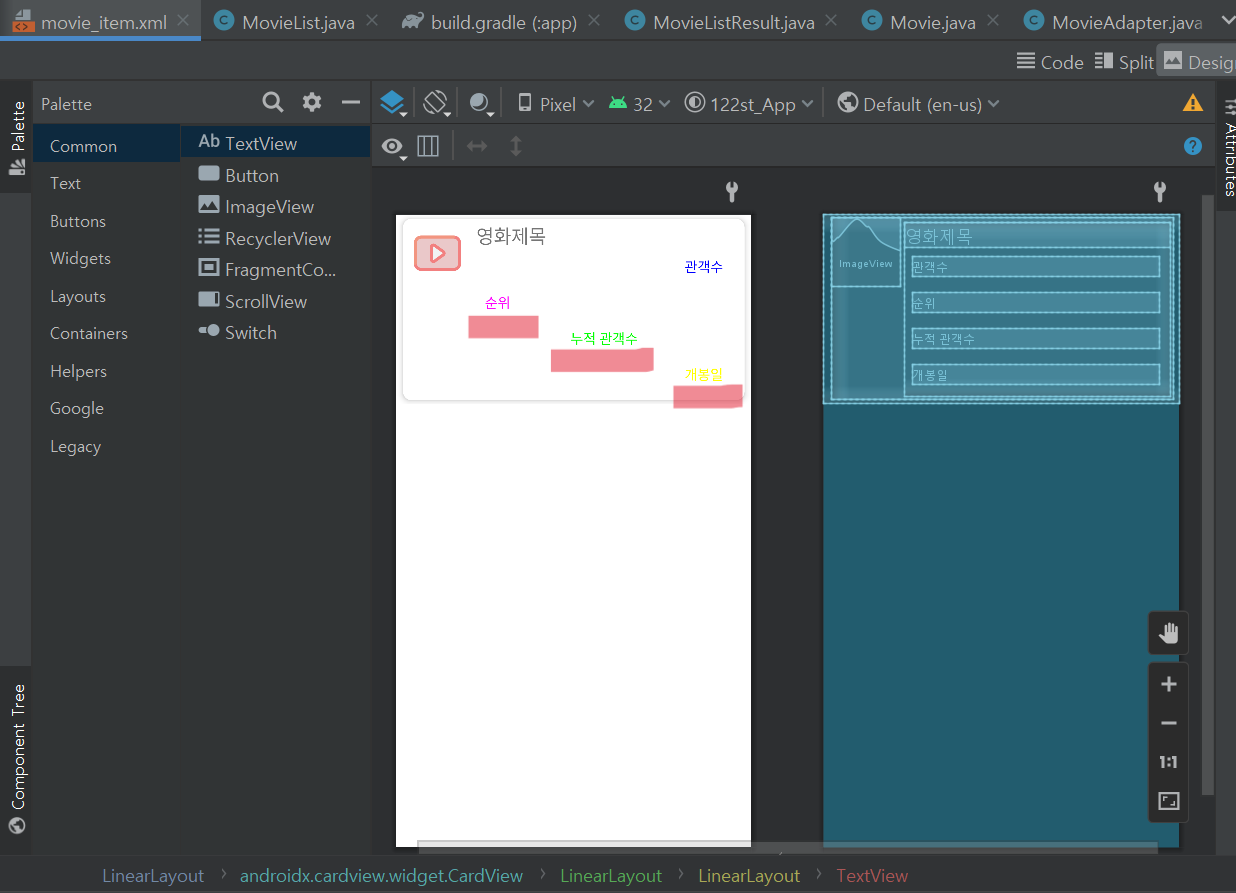 movie_item.xml
MovieList.java
build.gradle (:app)
MovieListResult.java
Movie.java
MovieAdapter.java
Code
Split
Design
Palette
Component Tree
Palette
Common
Text
Buttons
Widgets
Layouts
Containers
Helpers
Google
Legacy
Ab TextView
Button
ImageView
RecyclerView
FragmentCo...
ScrollView
Switch
Pixel
32
122st_App
Default (en-us)
?
Attributes
영화제목
관객수
순위
누적 관객수
개봉일
ImageView
영화제목
관객수
순위
누적 관객수
개봉일
1:1
LinearLayout
androidx.cardview.widget.CardView
LinearLayout
LinearLayout
TextView